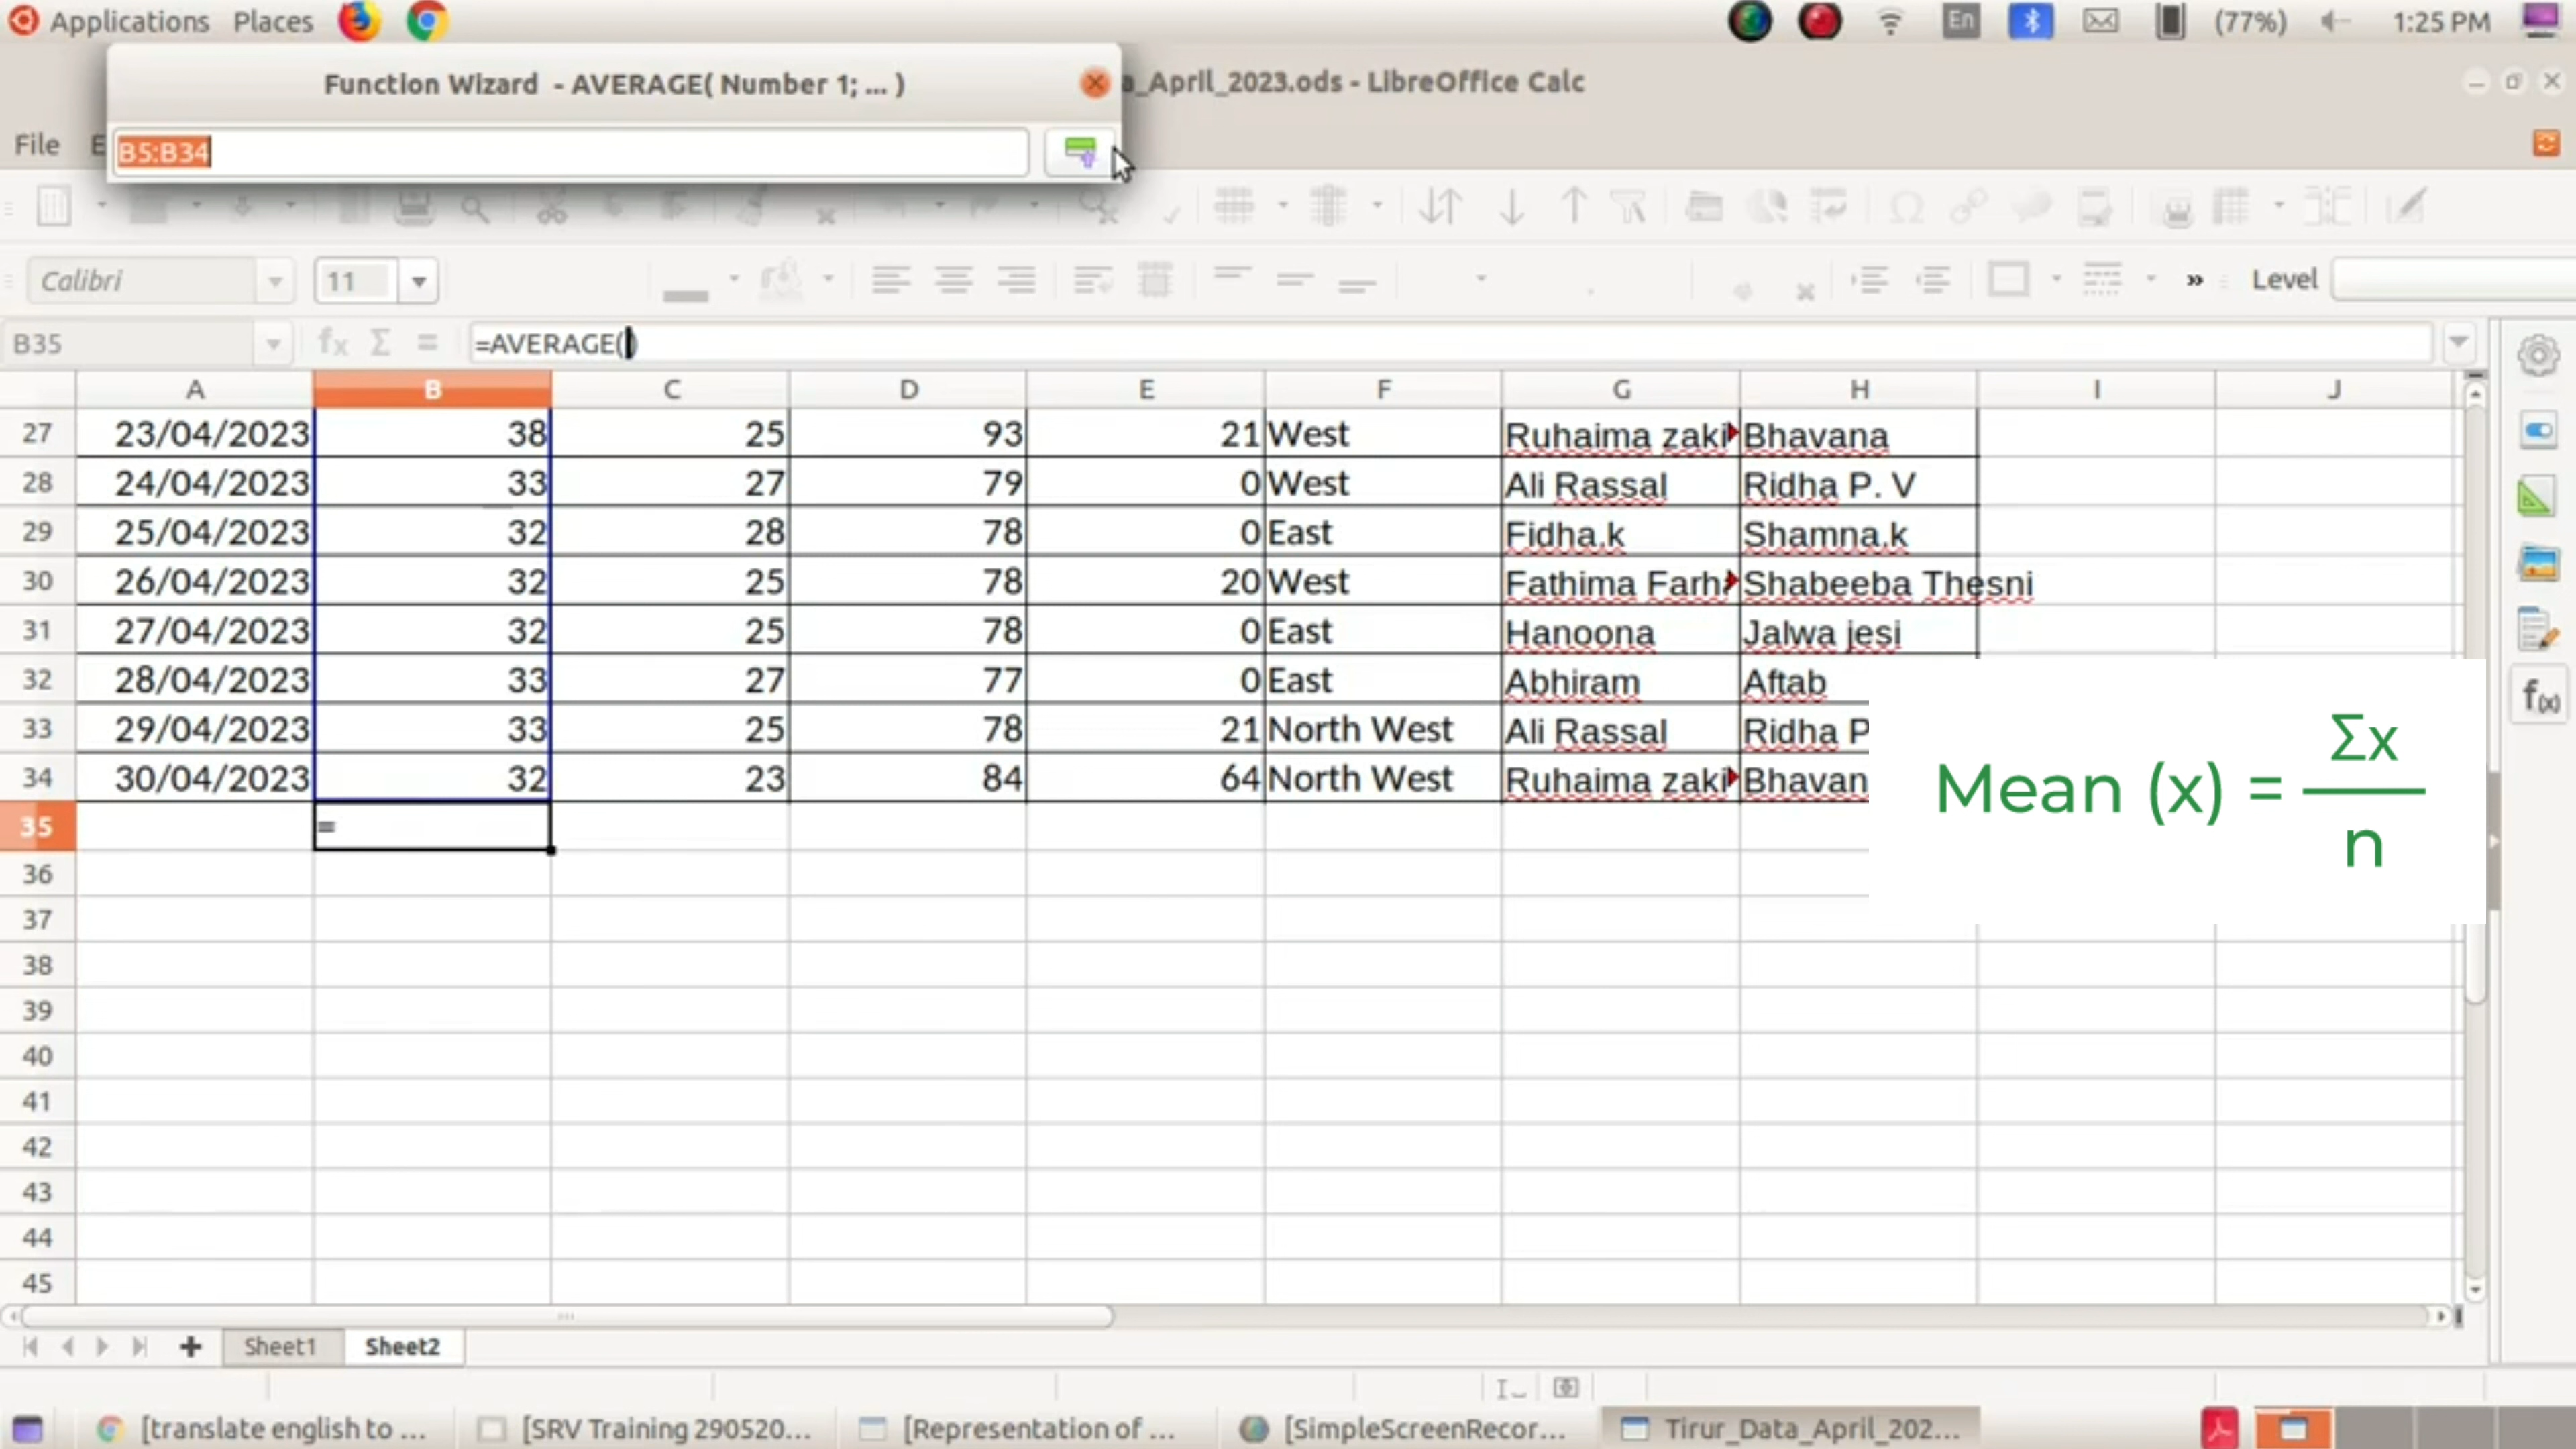 Applications Places En (77%) 1:25 PM
Function Wizard - AVERAGE( Number 1; ... )
a_April_2023.ods - LibreOffice Calc
File E
B5:B34
Calibri 11 » Level
B35 fx Σ = =AVERAGE()
A B C D E F G H I J
27 23/04/2023 38 25 93 21 West Ruhaima zaki Bhavana
28 24/04/2023 33 27 79 0 West Ali Rassal Ridha P. V
29 25/04/2023 32 28 78 0 East Fidha.k Shamna.k
30 26/04/2023 32 25 78 20 West Fathima Farha Shabeeba Thesni
31 27/04/2023 32 25 78 0 East Hanoona Jalwa jesi
32 28/04/2023 33 27 77 0 East Abhiram Aftab
33 29/04/2023 33 25 78 21 North West Ali Rassal Ridha P
34 30/04/2023 32 23 84 64 North West Ruhaima zaki Bhavan
Mean (x) = Σx
n
35 =
36
37
38
39
40
41
42
43
44
45
Sheet1 Sheet2
[translate english to ... [SRV Training 290520... [Representation of ... [SimpleScreenRecor... Tirur_Data_April_202...